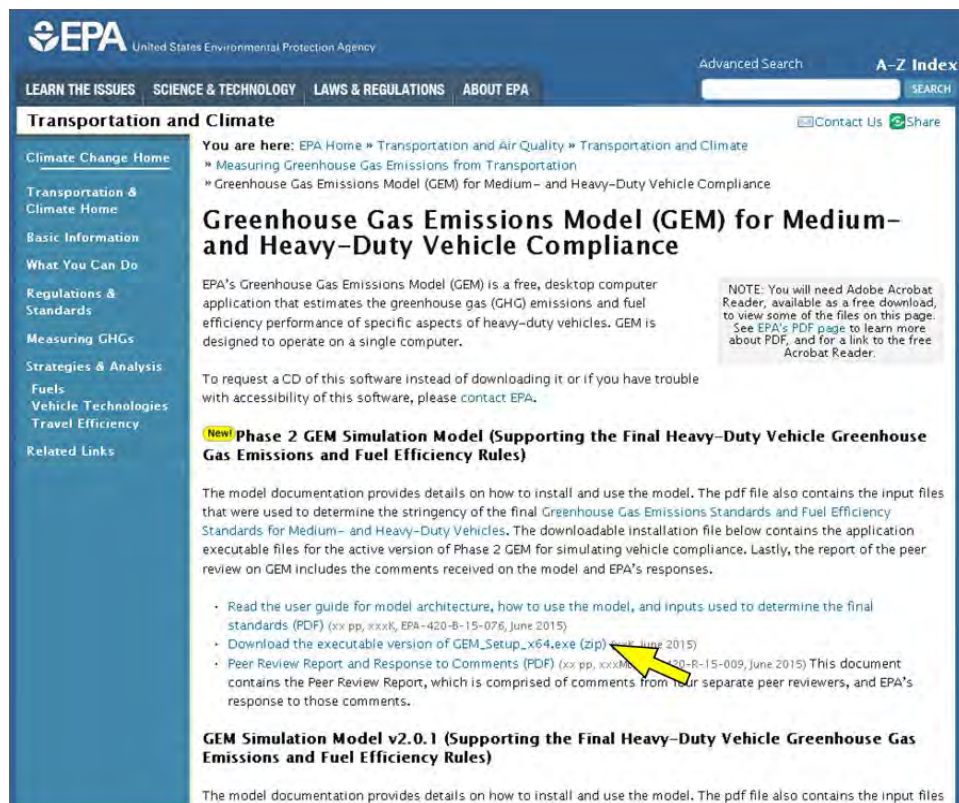 EPA United States Environmental Protection Agency
Advanced Search
A-Z Index
LEARN THE ISSUES SCIENCE & TECHNOLOGY LAWS & REGULATIONS ABOUT EPA
SEARCH
Transportation and Climate
Contact Us Share
Climate Change Home
Transportation &
Climate Home
Basic Information
What You Can Do
Regulations &
Standards
Measuring GHGs
Strategies & Analysis
Fuels
Vehicle Technologies
Travel Efficiency
Related Links
You are here: EPA Home » Transportation and Air Quality » Transportation and Climate
» Measuring Greenhouse Gas Emissions from Transportation
» Greenhouse Gas Emissions Model (GEM) for Medium- and Heavy-Duty Vehicle Compliance
Greenhouse Gas Emissions Model (GEM) for Medium-
and Heavy-Duty Vehicle Compliance
EPA's Greenhouse Gas Emissions Model (GEM) is a free, desktop computer
application that estimates the greenhouse gas (GHG) emissions and fuel
efficiency performance of specific aspects of heavy-duty vehicles. GEM is
designed to operate on a single computer.
NOTE: You will need Adobe Acrobat
Reader, available as a free download,
to view some of the files on this page.
See EPA's PDF page to learn more
about PDF, and for a link to the free
Acrobat Reader.
To request a CD of this software instead of downloading it or if you have trouble
with accessibility of this software, please contact EPA.
New! Phase 2 GEM Simulation Model (Supporting the Final Heavy-Duty Vehicle Greenhouse
Gas Emissions and Fuel Efficiency Rules)
The model documentation provides details on how to install and use the model. The pdf file also contains the input files
that were used to determine the stringency of the final Greenhouse Gas Emissions Standards and Fuel Efficiency
Standards for Medium- and Heavy-Duty Vehicles. The downloadable installation file below contains the application
executable files for the active version of Phase 2 GEM for simulating vehicle compliance. Lastly, the report of the peer
review on GEM includes the comments received on the model and EPA's responses.
· Read the user guide for model architecture, how to use the model, and inputs used to determine the final
standards (PDF) (xx pp, xxxK, EPA-420-B-15-076, June 2015)
· Download the executable version of GEM_Setup_x64.exe (zip) June 2015)
· Peer Review Report and Response to Comments (PDF) (xx pp, 420-R-15-009, June 2015) This document
contains the Peer Review Report, which is comprised of comments from four separate peer reviewers, and EPA's
response to those comments.
GEM Simulation Model v2.0.1 (Supporting the Final Heavy-Duty Vehicle Greenhouse Gas
Emissions and Fuel Efficiency Rules)
The model documentation provides details on how to install and use the model. The pdf file also contains the input files